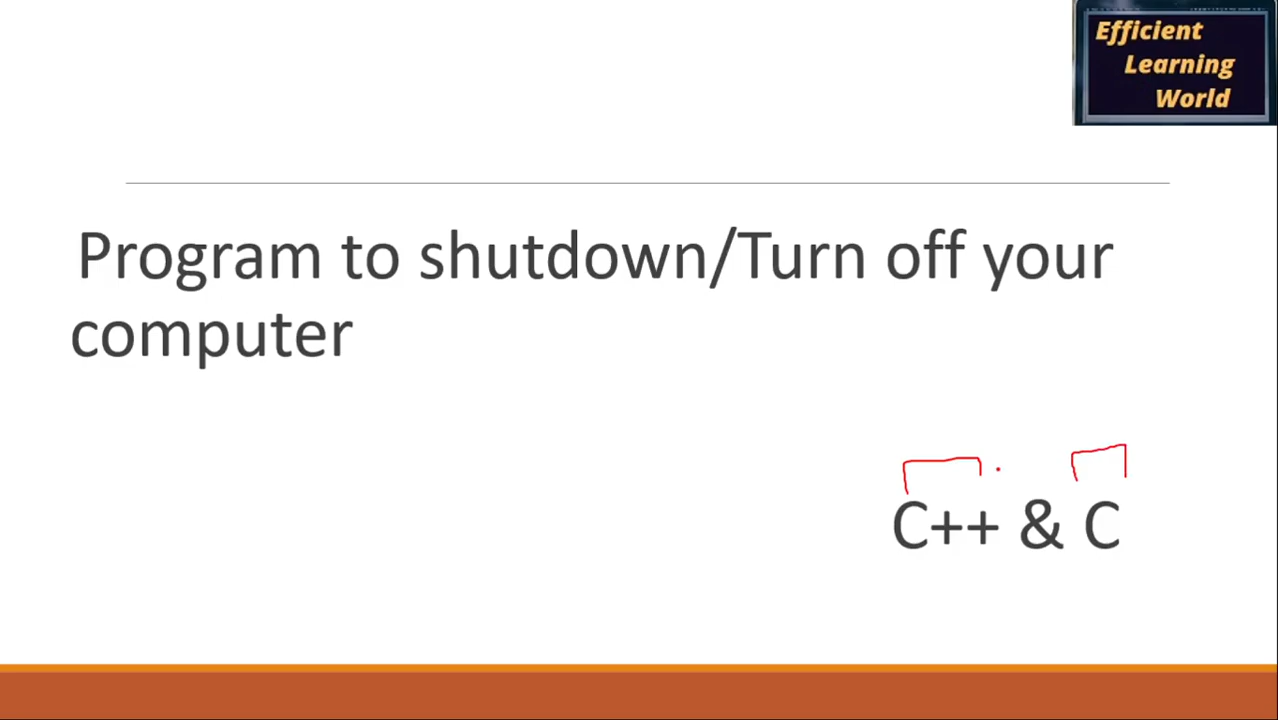 Efficient
Learning
World
Program to shutdown/Turn off your
computer
C++ & C